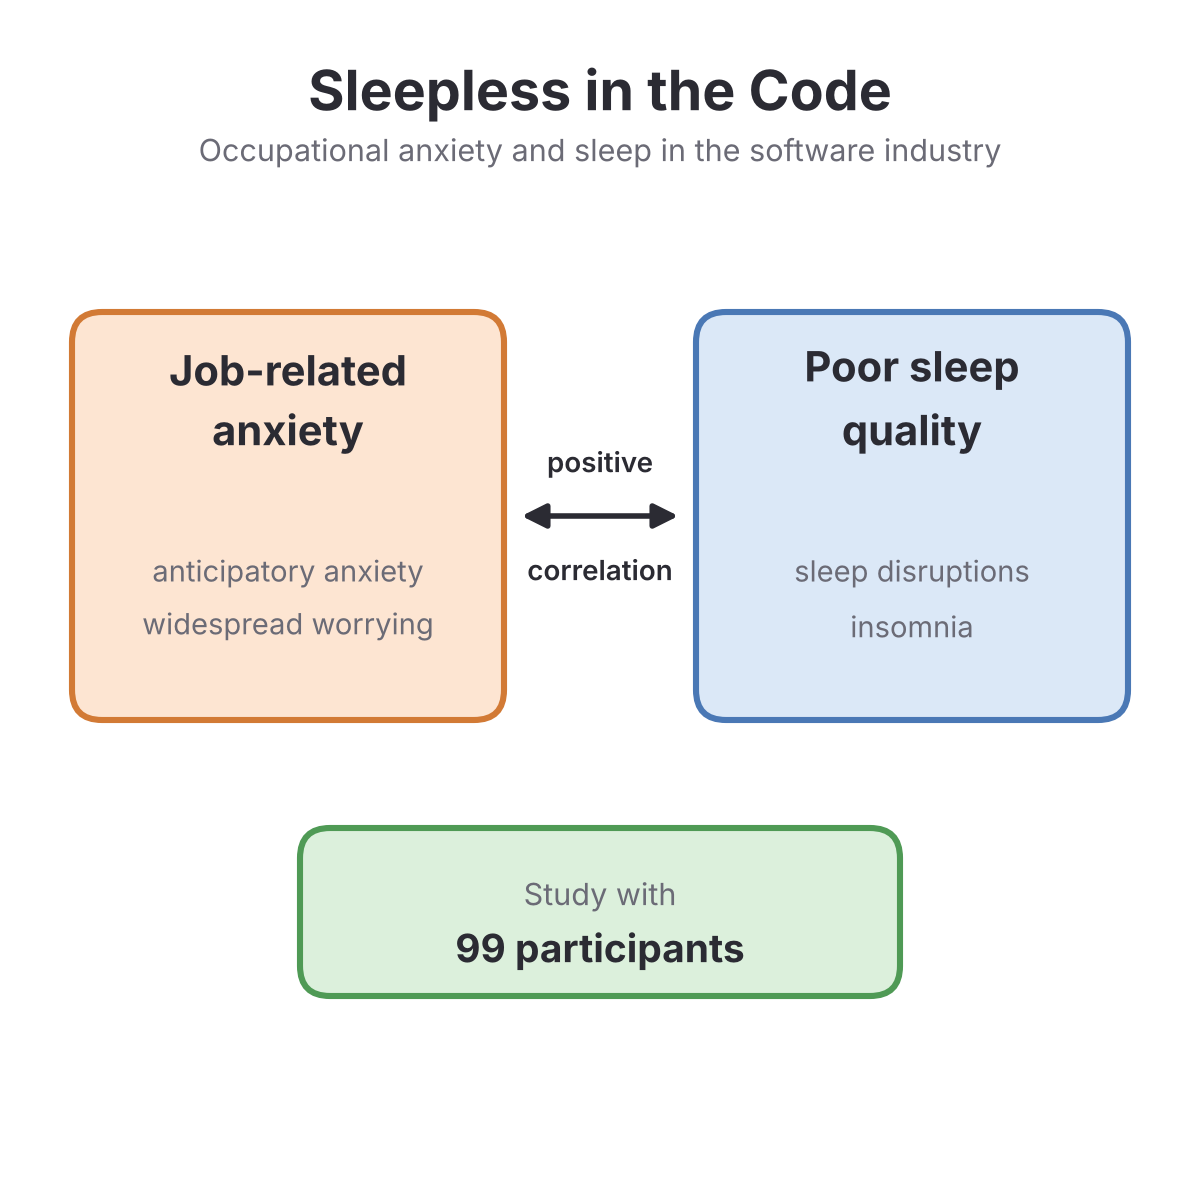 Sleepless in the Code
Occupational anxiety and sleep in the software industry
Job-related
anxiety
anticipatory anxiety
widespread worrying
positive
correlation
Poor sleep
quality
sleep disruptions
insomnia
Study with
99 participants